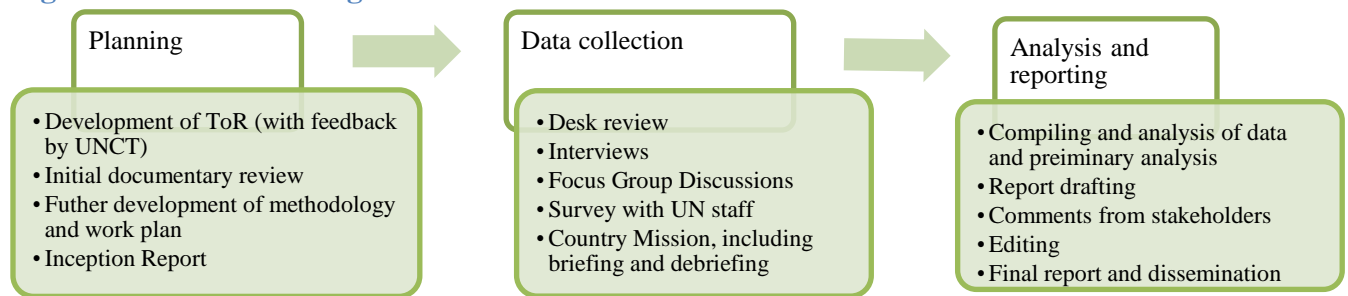 Planning
• Development of ToR (with feedback
by UNCT)
• Initial documentary review
• Futher development of methodology
and work plan
• Inception Report
Data collection
• Desk review
• Interviews
• Focus Group Discussions
• Survey with UN staff
• Country Mission, including
briefing and debriefing
Analysis and
reporting
• Compiling and analysis of data
and preiminary analysis
• Report drafting
• Comments from stakeholders
• Editing
• Final report and dissemination